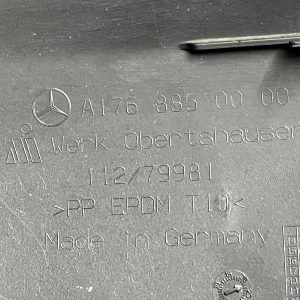 A176 885 00 00
Werk Obertshausen
112/79981
>PP EPDM T10<
Made in Germany